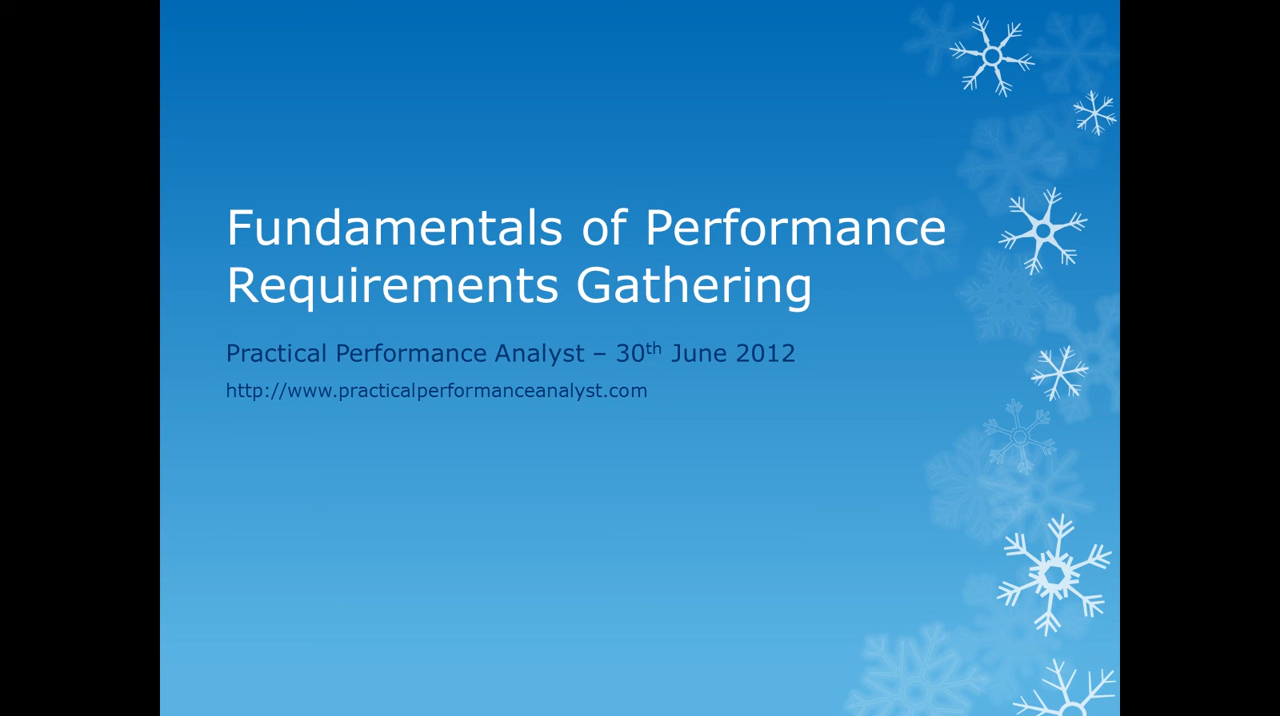 Fundamentals of Performance
Requirements Gathering
Practical Performance Analyst – 30th June 2012
http://www.practicalperformanceanalyst.com